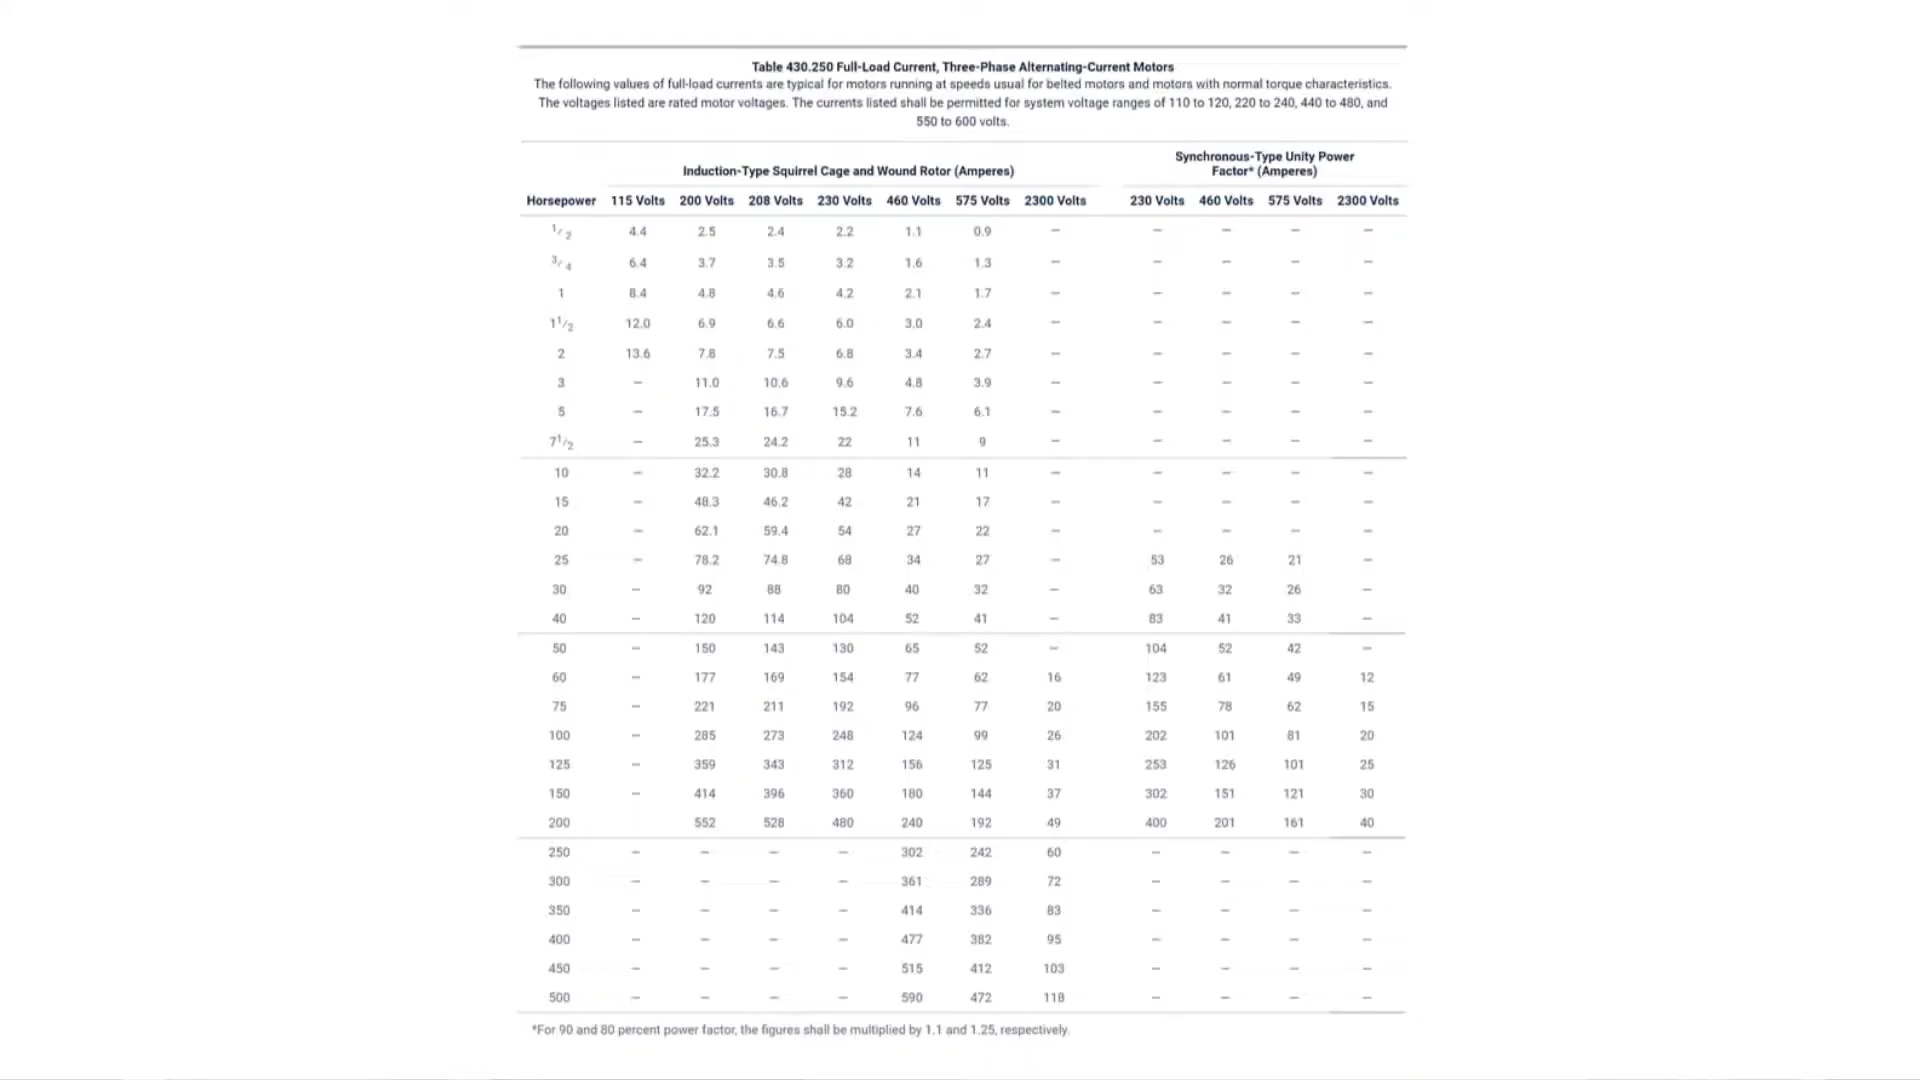 Table 430.250 Full-Load Current, Three-Phase Alternating-Current Motors
The following values of full-load currents are typical for motors running at speeds usual for belted motors and motors with normal torque characteristics.
The voltages listed are rated motor voltages. The currents listed shall be permitted for system voltage ranges of 110 to 120, 220 to 240, 440 to 480, and
550 to 600 volts.
Induction-Type Squirrel Cage and Wound Rotor (Amperes) Synchronous-Type Unity Power
Factor* (Amperes)
Horsepower 115 Volts 200 Volts 208 Volts 230 Volts 460 Volts 575 Volts 2300 Volts 230 Volts 460 Volts 575 Volts 2300 Volts
1/2 4.4 2.5 2.4 2.2 1.1 0.9 – – – – –
3/4 6.4 3.7 3.5 3.2 1.6 1.3 – – – – –
1 8.4 4.8 4.6 4.2 2.1 1.7 – – – – –
1 1/2 12.0 6.9 6.6 6.0 3.0 2.4 – – – – –
2 13.6 7.8 7.5 6.8 3.4 2.7 – – – – –
3 – 11.0 10.6 9.6 4.8 3.9 – – – – –
5 – 17.5 16.7 15.2 7.6 6.1 – – – – –
7 1/2 – 25.3 24.2 22 11 9 – – – – –
10 – 32.2 30.8 28 14 11 – – – – –
15 – 48.3 46.2 42 21 17 – – – – –
20 – 62.1 59.4 54 27 22 – – – – –
25 – 78.2 74.8 68 34 27 – 53 26 21 –
30 – 92 88 80 40 32 – 63 32 26 –
40 – 120 114 104 52 41 – 83 41 33 –
50 – 150 143 130 65 52 – 104 52 42 –
60 – 177 169 154 77 62 16 123 61 49 12
75 – 221 211 192 96 77 20 155 78 62 15
100 – 285 273 248 124 99 26 202 101 81 20
125 – 359 343 312 156 125 31 253 126 101 25
150 – 414 396 360 180 144 37 302 151 121 30
200 552 528 480 240 192 49 400 201 161 40
250 – – – – 302 242 60 – – – –
300 – – – – 361 289 72 – – – –
350 – – – – 414 336 83 – – – –
400 – – – – 477 382 95 – – – –
450 – – – – 515 412 103 – – – –
500 – – – – 590 472 118 – – – –
*For 90 and 80 percent power factor, the figures shall be multiplied by 1.1 and 1.25, respectively.